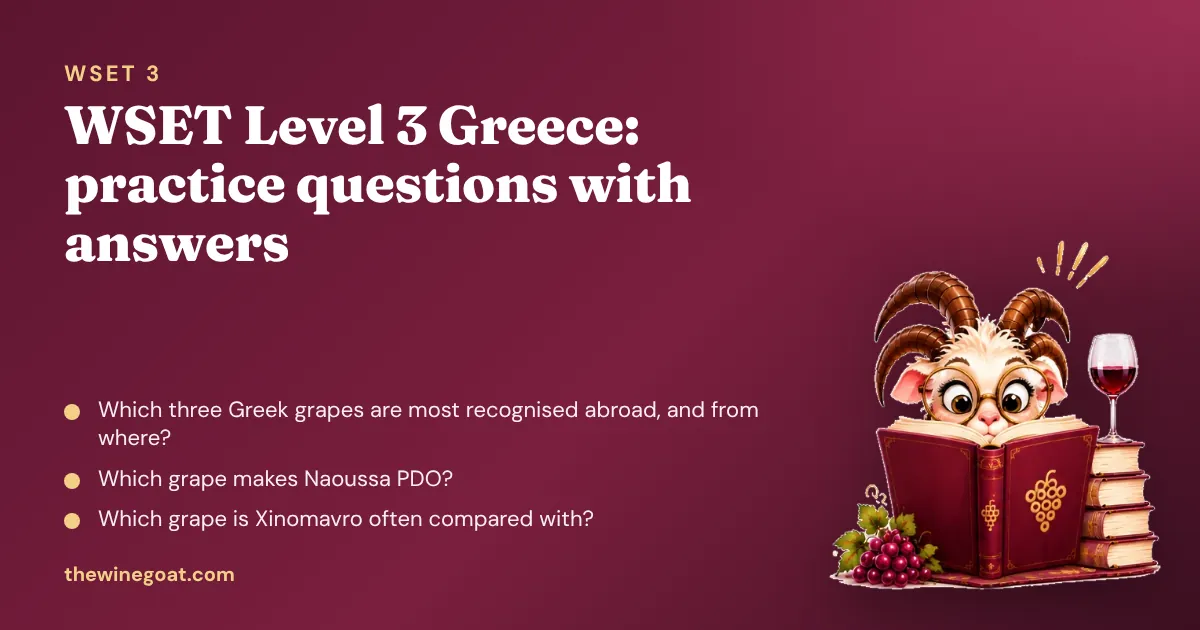 WSET 3
WSET Level 3 Greece:
practice questions with
answers
Which three Greek grapes are most recognised abroad, and from
where?
Which grape makes Naoussa PDO?
Which grape is Xinomavro often compared with?
thewinegoat.com